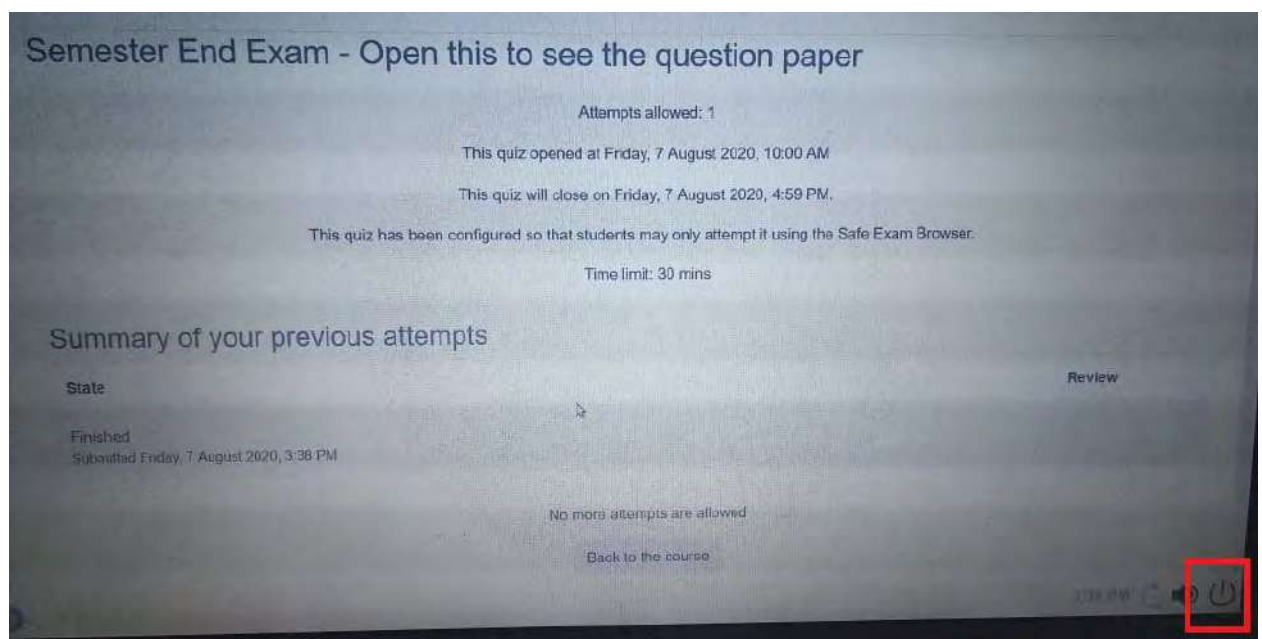 Semester End Exam - Open this to see the question paper
Attempts allowed: 1
This quiz opened at Friday, 7 August 2020, 10:00 AM
This quiz will close on Friday, 7 August 2020, 4:59 PM.
This quiz has been configured so that students may only attempt it using the Safe Exam Browser.
Time limit: 30 mins
Summary of your previous attempts
State
Review
Finished
Submitted Friday, 7 August 2020, 3:38 PM
No more attempts are allowed
Back to the course